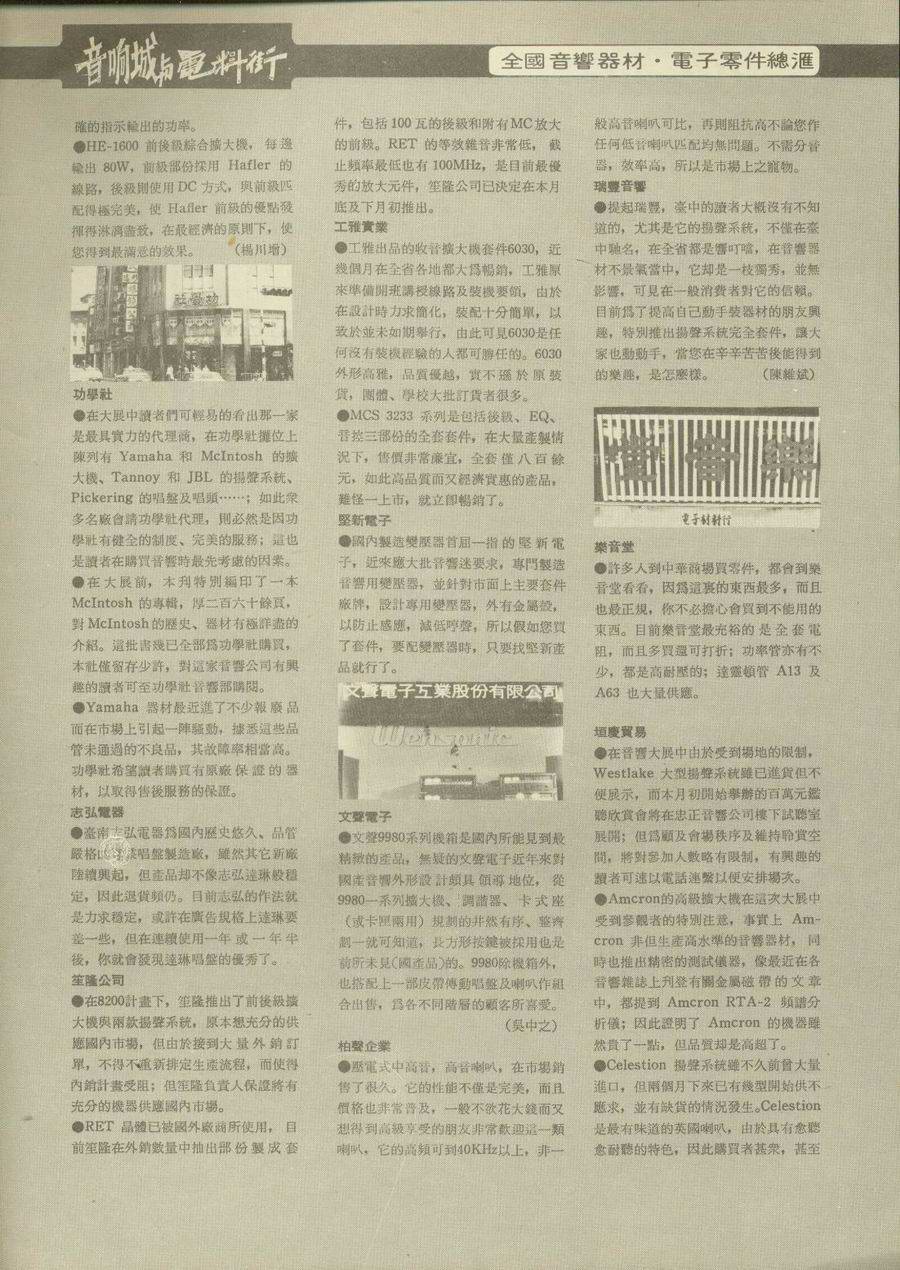 音响城与電料街
全國音響器材・電子零件總滙
確的指示輸出的功率。
●HE-1600 前後級綜合擴大機，每邊
輸出 80W，前級部份採用 Hafler 的
線路，後級則使用 DC 方式，與前級匹
配得極完美，使 Hafler 前級的優點發
揮得淋漓盡致，在最經濟的原則下，使
您得到最滿意的效果。　（楊川增）
功學社
功學社
●在大展中讀者們可輕易的看出那一家
是最具實力的代理商，在功學社攤位上
陳列有 Yamaha 和 McIntosh 的擴
大機、Tannoy 和 JBL 的揚聲系統、
Pickering 的唱盤及唱頭……；如此衆
多名廠會請功學社代理，則必然是因功
學社有健全的制度、完美的服務；這也
是讀者在購買音響時最先考慮的因素。
●在大展前，本刋特別編印了一本
McIntosh 的專輯，厚二百六十餘頁，
對 McIntosh 的歷史、器材有極詳盡的
介紹。這批書幾已全部爲功學社購買，
本社僅留存少許，對這家音響公司有興
趣的讀者可至功學社音響部購閱。
●Yamaha 器材最近進了不少報廢品
而在市場上引起一陣騷動，據悉這些品
管未通過的不良品，其故障率相當高。
功學社希望讀者購買有原廠保證的器
材，以取得售後服務的保證。
志弘電器
●臺南志弘電器爲國內歷史悠久、品管
嚴格的唱盤製造廠，雖然其它新廠
陸續興起，但產品却不像志弘達琳般穩
定，因此退貨頻仍。目前志弘的作法就
是力求穩定，或許在廣告規格上達琳要
差一些，但在連續使用一年或一年半
後，你就會發現達琳唱盤的優秀了。
笙隆公司
●在8200計畫下，笙隆推出了前後級擴
大機與兩款揚聲系統，原本想充分的供
應國內市場，但由於接到大量外銷訂
單，不得不重新排定生產流程，而使得
內銷計畫受阻；但笙隆負責人保證將有
充分的機器供應國內市場。
●RET 晶體已被國外廠商所使用，目
前笙隆在外銷數量中抽出部份製成套
件，包括 100 瓦的後級和附有MC放大
的前級。RET 的等效雜音非常低，截
止頻率最低也有 100MHz，是目前最優
秀的放大元件，笙隆公司已決定在本月
底及下月初推出。
工雅實業
●工雅出品的收音擴大機套件6030，近
幾個月在全省各地都大爲暢銷，工雅原
來準備開班講授線路及裝機要領，由於
在設計時力求簡化，裝配十分簡單，以
致於並未如期舉行，由此可見6030是任
何沒有裝機經驗的人都可勝任的。6030
外形高雅，品質優越，實不遜於原裝
貨，團體、學校大批訂貨者很多。
●MCS 3233 系列是包括後級、EQ、
音控三部份的全套套件，在大量產製情
況下，售價非常廉宜，全套僅八百餘
元，如此高品質而又經濟實惠的產品，
難怪一上市，就立卽暢銷了。
堅新電子
●國內製造變壓器首屈一指的堅新電
子，近來應大批音響迷要求，專門製造
音響用變壓器，並針對市面上主要套件
廠牌，設計專用變壓器，外有金屬殼，
以防止感應，減低哼聲，所以假如您買
了套件，要配變壓器時，只要找堅新產
品就行了。
文聲電子工業股份有限公司
Wensonic
文聲電子
●文聲9980系列機箱是國內所能見到最
精緻的產品，無疑的文聲電子近年來對
國產音響外形設計頗具領導地位，從
9980—系列擴大機、調諧器、卡式座
（或卡匣兩用）規劃的井然有序、整齊
劃一就可知道，長方形按鍵被採用也是
前所未見（國產品）的。9980除機箱外，
也搭配上一部皮帶傳動唱盤及喇叭作組
合出售，爲各不同階層的顧客所喜愛。
（吳中之）
柏聲企業
●壓電式中高音，高音喇叭，在市場銷
售了很久。它的性能不僅是完美，而且
價格也非常普及，一般不欲花大錢而又
想得到高級享受的朋友非常歡迎這一類
喇叭，它的高頻可到40KHz以上，非一
般高音喇叭可比，再則阻抗高不論您作
任何低音喇叭匹配均無問題。不需分音
器，效率高，所以是市場上之寵物。
瑞豐音響
●提起瑞豐，臺中的讀者大概沒有不知
道的，尤其是它的揚聲系統，不僅在臺
中馳名，在全省都是響叮噹，在音響器
材不景氣當中，它却是一枝獨秀，並無
影響，可見在一般消費者對它的信賴。
目前爲了提高自己動手裝器材的朋友興
趣，特別推出揚聲系統完全套件，讓大
家也動動手，當您在辛辛苦苦後能得到
的樂趣，是怎麽樣。　（陳維斌）
堂音樂
電子材料行
樂音堂
●許多人到中華商場買零件，都會到樂
音堂看看，因爲這裏的東西最多，而且
也最正規，你不必擔心會買到不能用的
東西。目前樂音堂最充裕的是全套電
阻，而且多買還可打折；功率管亦有不
少，都是高耐壓的；達靈頓管 A13 及
A63 也大量供應。
垣慶貿易
●在音響大展中由於受到場地的限制，
Westlake 大型揚聲系統雖已進貨但不
便展示，而本月初開始舉辦的百萬元鑑
聽欣賞會將在忠正音響公司樓下試聽室
展開；但爲顧及會場秩序及維持聆賞空
間，將對參加人數略有限制，有興趣的
讀者可速以電話連繫以便安排場次。
●Amcron的高級擴大機在這次大展中
受到參觀者的特別注意，事實上 Am-
cron 非但生產高水準的音響器材，同
時也推出精密的測試儀器，像最近在各
音響雜誌上刋登有關金屬磁帶的文章
中，都提到 Amcron RTA-2 頻譜分
析儀；因此證明了 Amcron 的機器雖
然貴了一點，但品質却是高超了。
●Celestion 揚聲系統雖不久前曾大量
進口，但兩個月下來已有幾型開始供不
應求，並有缺貨的情況發生。Celestion
是最有味道的英國喇叭，由於具有愈聽
愈耐聽的特色，因此購買者甚衆，甚至